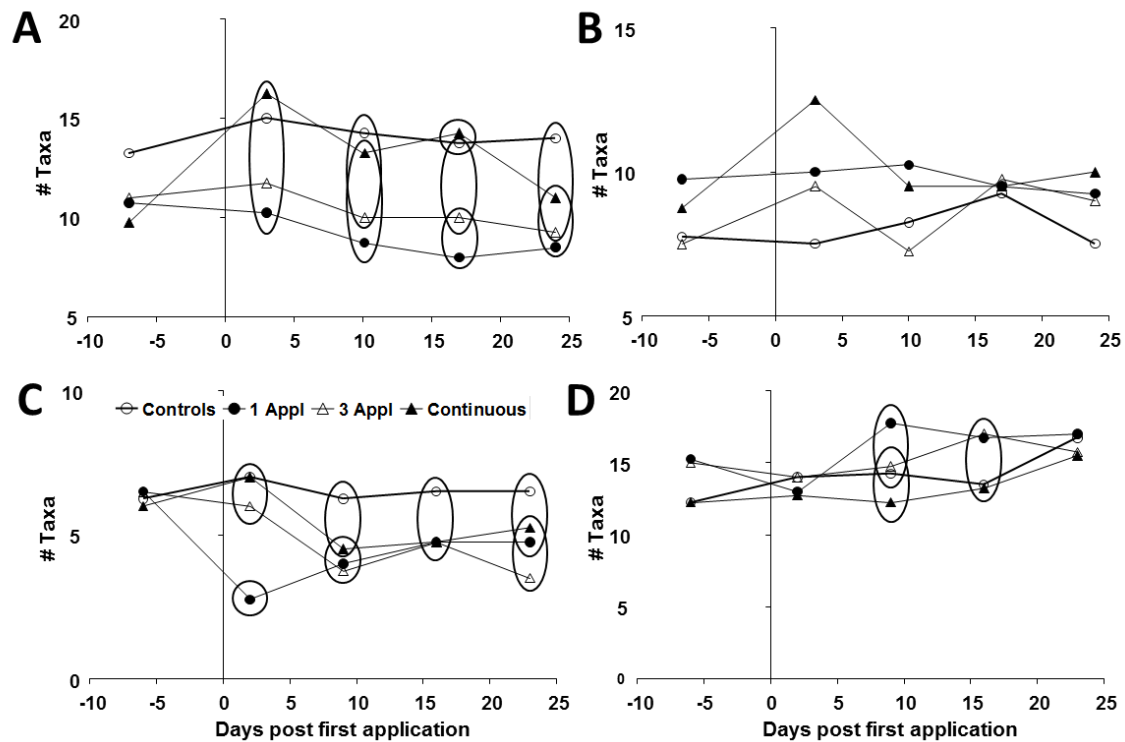 A
# Taxa
20
15
10
5
-10 -5 0 5 10 15 20 25
B
# Taxa
15
10
5
-10 -5 0 5 10 15 20 25
C
# Taxa
10
5
0
Controls 1 Appl 3 Appl Continuous
-10 -5 0 5 10 15 20 25
Days post first application
D
# Taxa
20
15
10
5
0
-10 -5 0 5 10 15 20 25
Days post first application